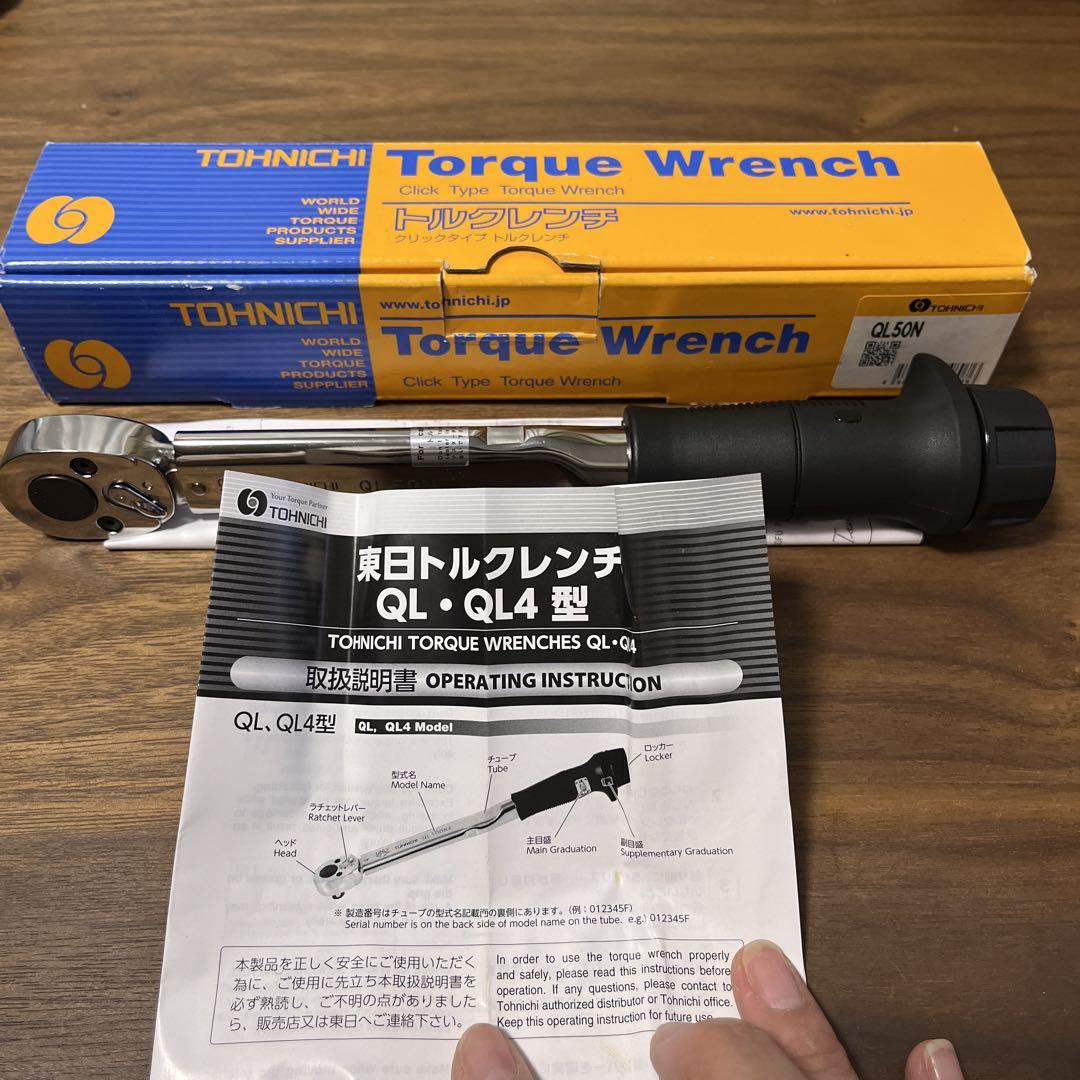 TOHNICHI
WORLD
WIDE
TORQUE
PRODUCTS
SUPPLIER
Torque Wrench
Click Type Torque Wrench
トルクレンチ
クリックタイプ トルクレンチ
www.tohnichi.jp
TOHNICHI
WORLD
WIDE
TORQUE
PRODUCTS
SUPPLIER
www.tohnichi.jp
Torque Wrench
Click Type Torque Wrench
TOHNICHI
QL50N
For
Your Torque Partner
TOHNICHI
東日トルクレンチ
QL・QL4 型
TOHNICHI TORQUE WRENCHES QL・QL4
取扱説明書 OPERATING INSTRUCTION
QL、QL4型 QL, QL4 Model
ロッカー
Locker
チューブ
Tube
型式名
Model Name
ラチェットレバー
Ratchet Lever
ヘッド
Head
主目盛
Main Graduation
副目盛
Supplementary Graduation
※ 製造番号はチューブの型式名記載門の裏側にあります。(例:012345F)
Serial number is on the back side of model name on the tube. e.g.) 012345F
本製品を正しく安全にご使用いただく
為に、ご使用に先立ち本取扱説明書を
必ず熟読し、ご不明の点がありました
ら、販売店又は東日へご連絡下さい。
In order to use the torque wrench properly
and safely, please read this instructions before
operation. If any questions, please contact to
Tohnichi authorized distributor or Tohnichi office.
Keep this operating instruction for future use